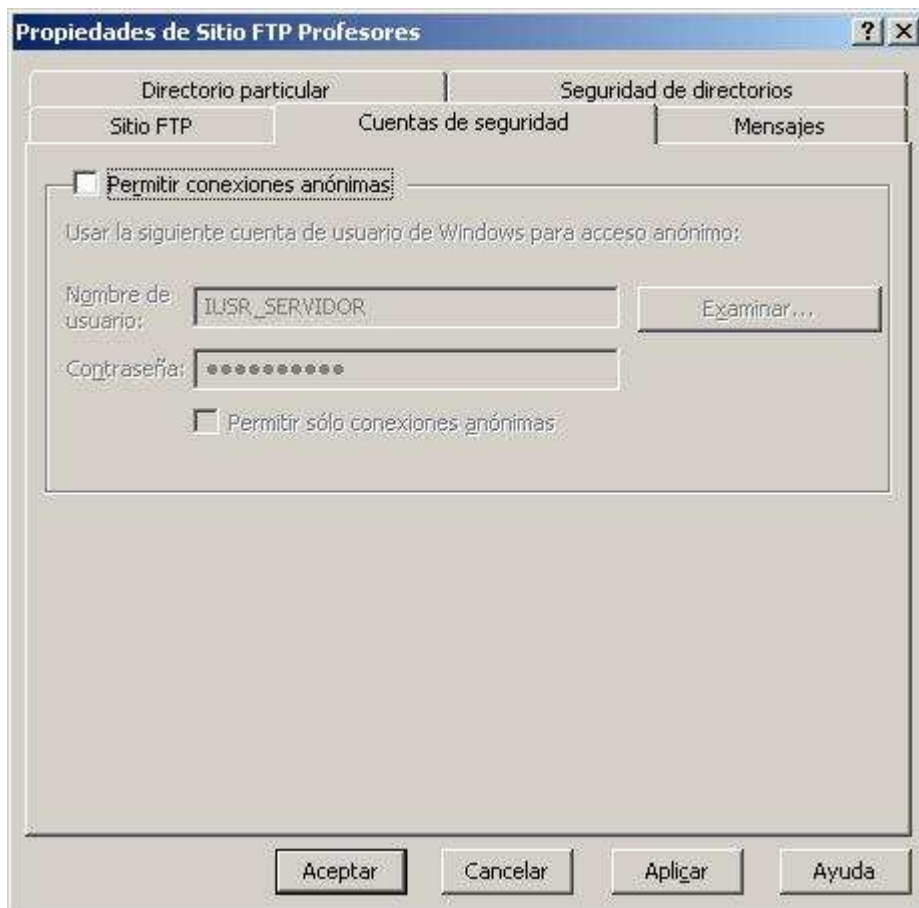 Propiedades de Sitio FTP Profesores
Directorio particular Seguridad de directorios
Sitio FTP Cuentas de seguridad Mensajes
Permitir conexiones anónimas
Usar la siguiente cuenta de usuario de Windows para acceso anónimo:
Nombre de usuario: IUSR_SERVIDOR Examinar...
Contraseña: ●●●●●●●●●●
Permitir sólo conexiones anónimas
Aceptar Cancelar Aplicar Ayuda